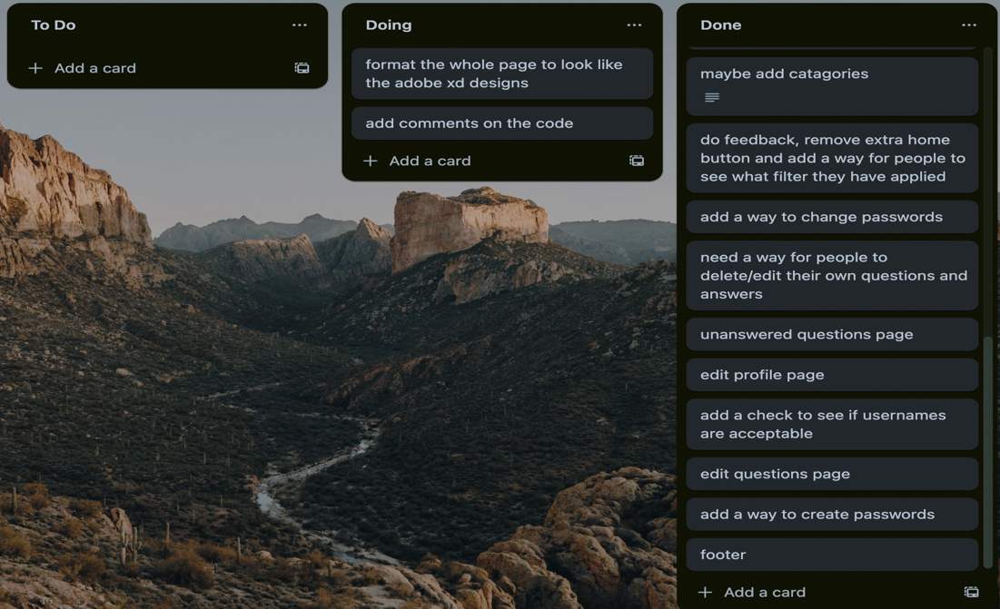 To Do
Add a card
Doing
format the whole page to look like
the adobe xd designs
add comments on the code
Add a card
Done
maybe add catagories
do feedback, remove extra home
button and add a way for people to
see what filter they have applied
add a way to change passwords
need a way for people to
delete/edit their own questions and
answers
unanswered questions page
edit profile page
add a check to see if usernames
are acceptable
edit questions page
add a way to create passwords
footer
Add a card